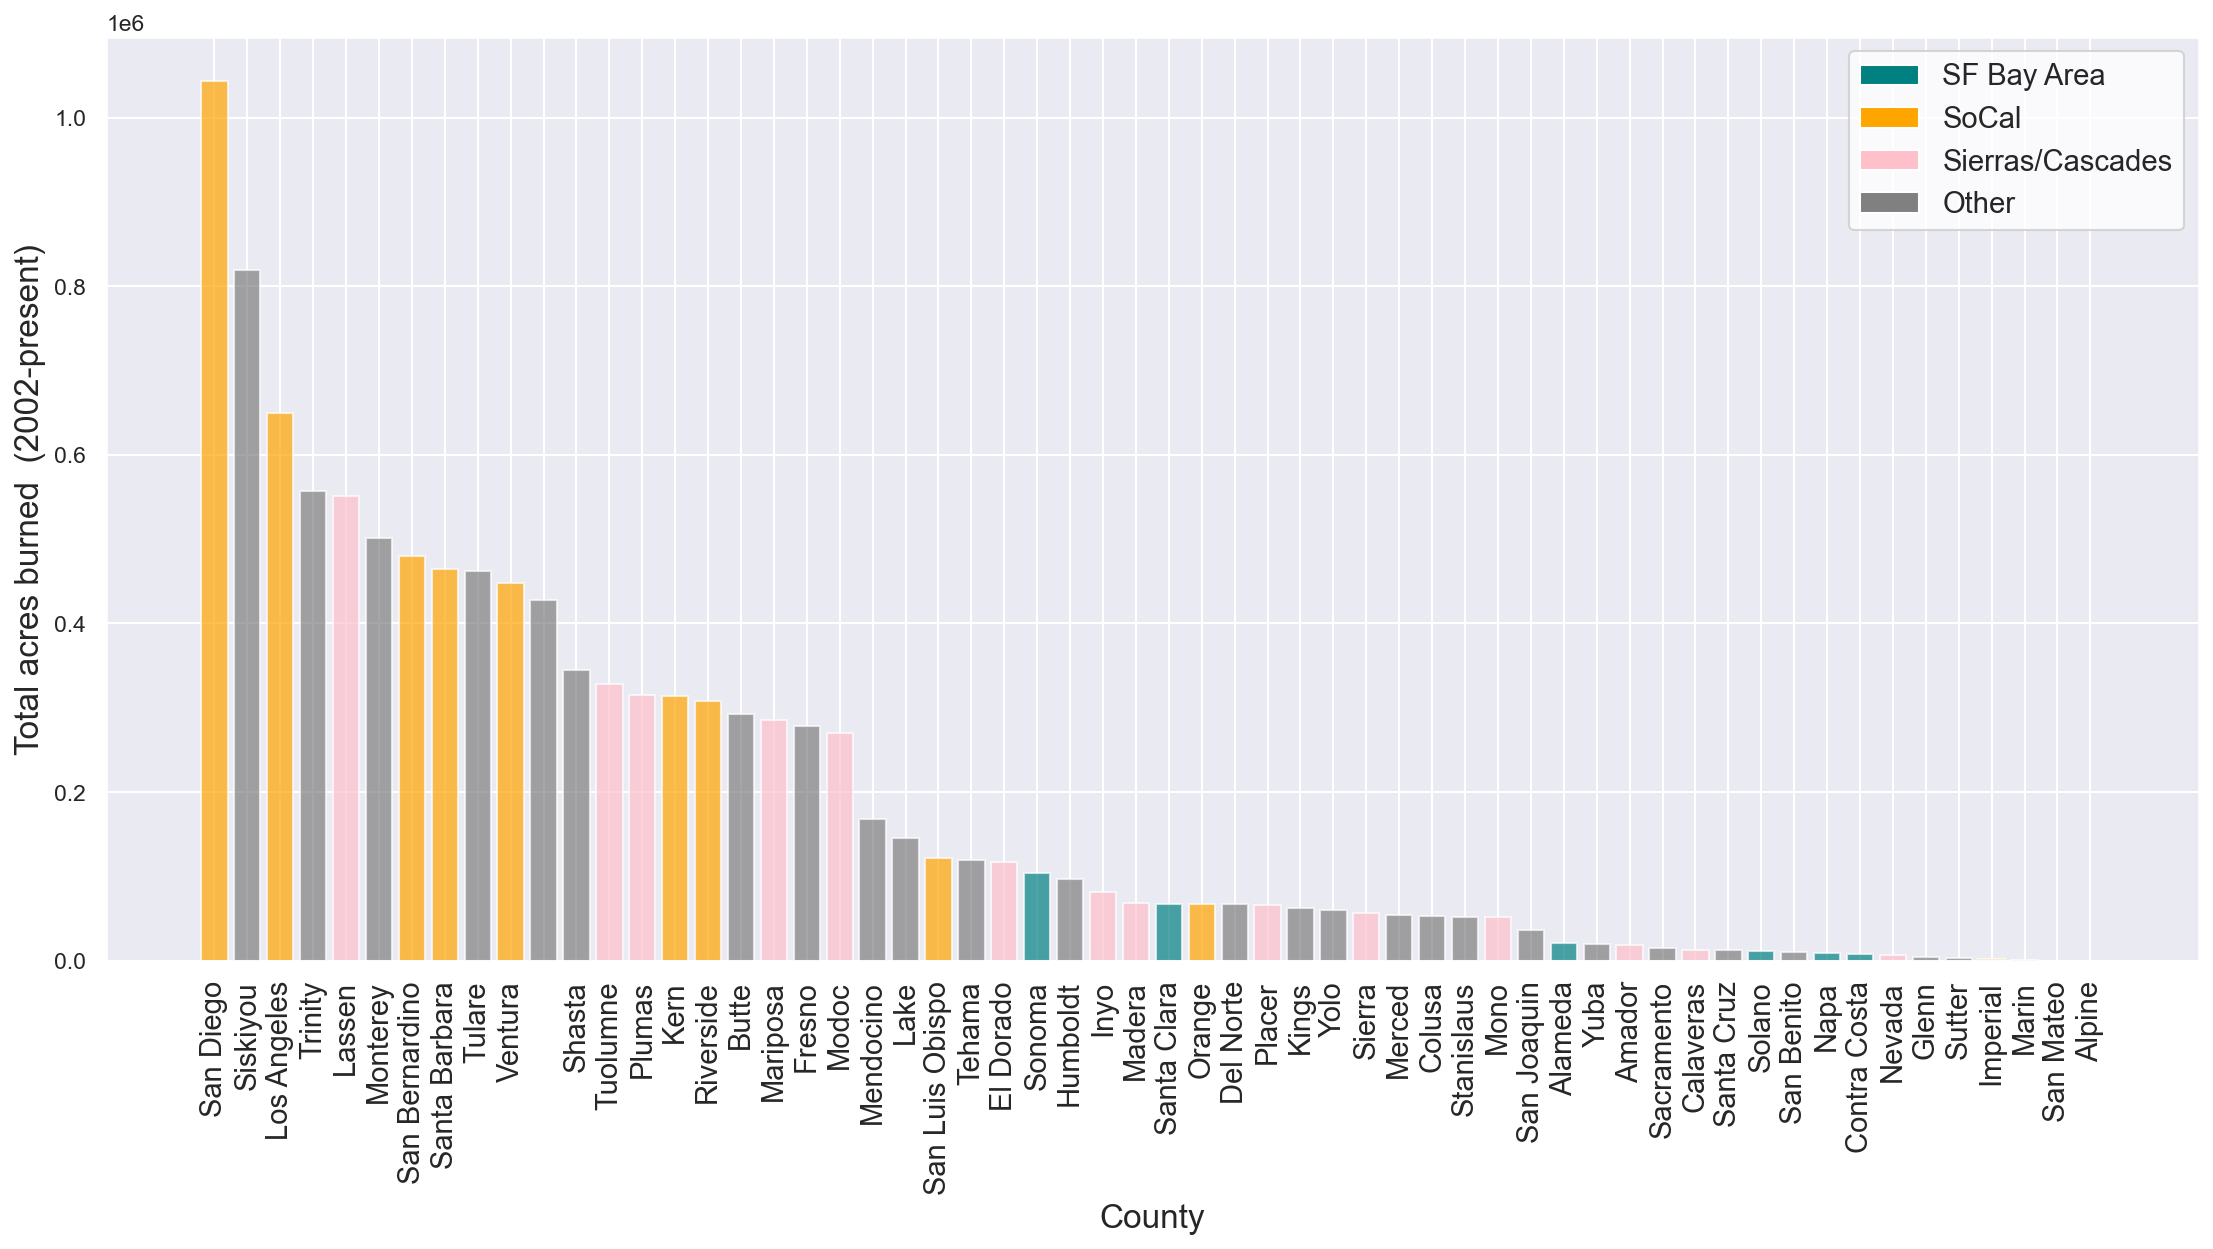 1e6
SF Bay Area
SoCal
Sierras/Cascades
Other
1.0
0.8
0.6
0.4
0.2
0.0
Total acres burned  (2002-present)
San Diego
Siskiyou
Los Angeles
Trinity
Lassen
Monterey
San Bernardino
Santa Barbara
Tulare
Ventura
Shasta
Tuolumne
Plumas
Kern
Riverside
Butte
Mariposa
Fresno
Modoc
Mendocino
Lake
San Luis Obispo
Tehama
El Dorado
Sonoma
Humboldt
Inyo
Madera
Santa Clara
Orange
Del Norte
Placer
Kings
Yolo
Sierra
Merced
Colusa
Stanislaus
Mono
San Joaquin
Alameda
Yuba
Amador
Sacramento
Calaveras
Santa Cruz
Solano
San Benito
Napa
Contra Costa
Nevada
Glenn
Sutter
Imperial
Marin
San Mateo
Alpine
County